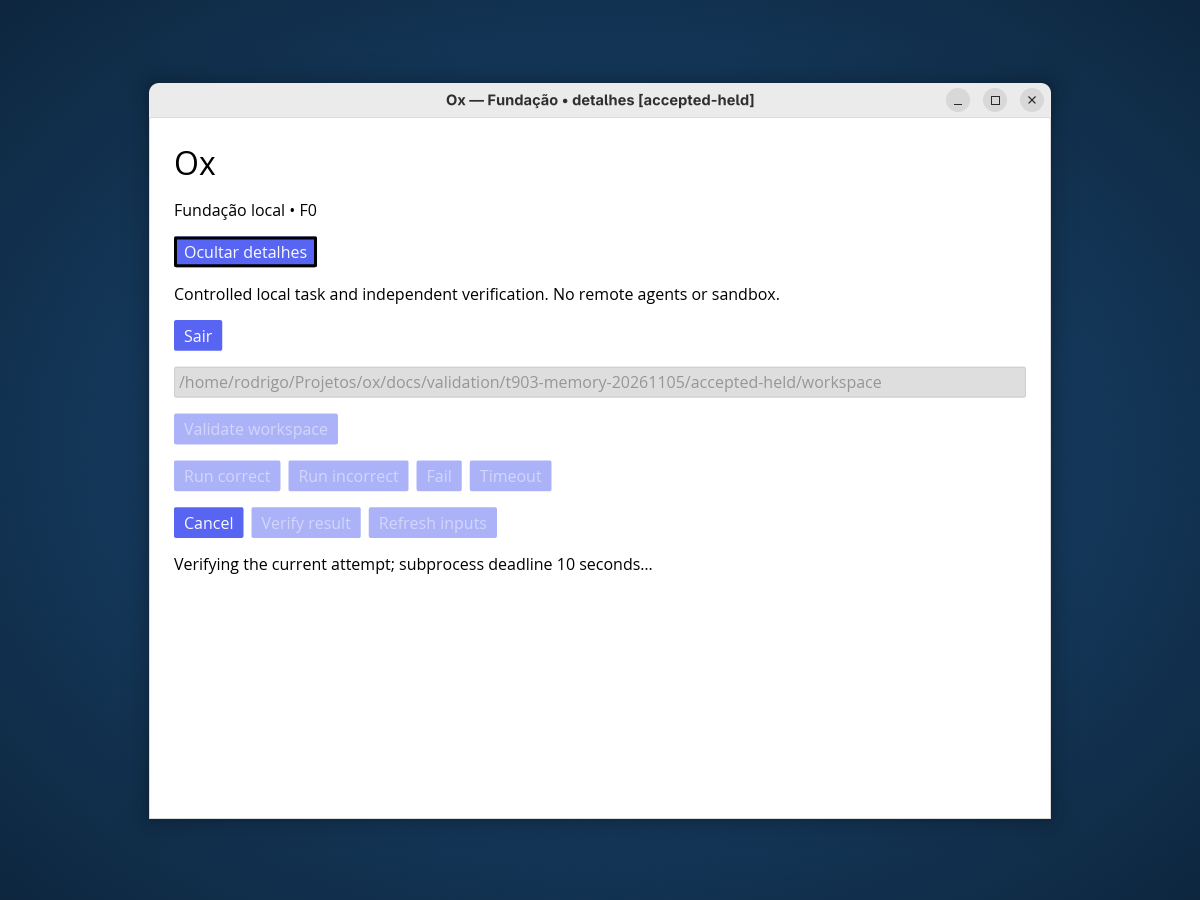 Ox — Fundação • detalhes [accepted-held]
Ox
Fundação local • F0
Ocultar detalhes
Controlled local task and independent verification. No remote agents or sandbox.
Sair
/home/rodrigo/Projetos/ox/docs/validation/t903-memory-20261105/accepted-held/workspace
Validate workspace
Run correct Run incorrect Fail Timeout
Cancel Verify result Refresh inputs
Verifying the current attempt; subprocess deadline 10 seconds...